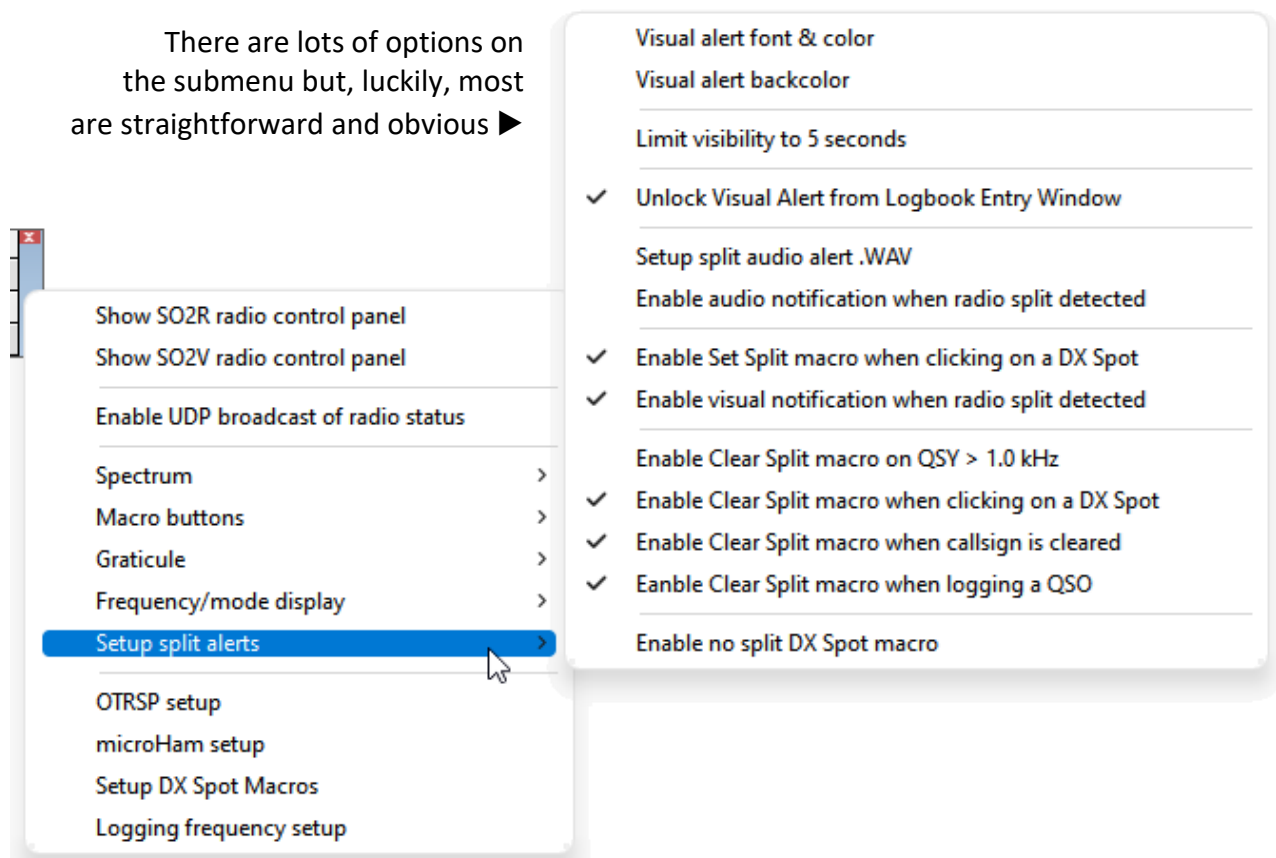 There are lots of options on
the submenu but, luckily, most
are straightforward and obvious ▶
Show SO2R radio control panel
Show SO2V radio control panel
Enable UDP broadcast of radio status
Spectrum
Macro buttons
Graticule
Frequency/mode display
Setup split alerts
OTRSP setup
microHam setup
Setup DX Spot Macros
Logging frequency setup
Visual alert font & color
Visual alert backcolor
Limit visibility to 5 seconds
Unlock Visual Alert from Logbook Entry Window
Setup split audio alert .WAV
Enable audio notification when radio split detected
Enable Set Split macro when clicking on a DX Spot
Enable visual notification when radio split detected
Enable Clear Split macro on QSY > 1.0 kHz
Enable Clear Split macro when clicking on a DX Spot
Enable Clear Split macro when callsign is cleared
Eanble Clear Split macro when logging a QSO
Enable no split DX Spot macro